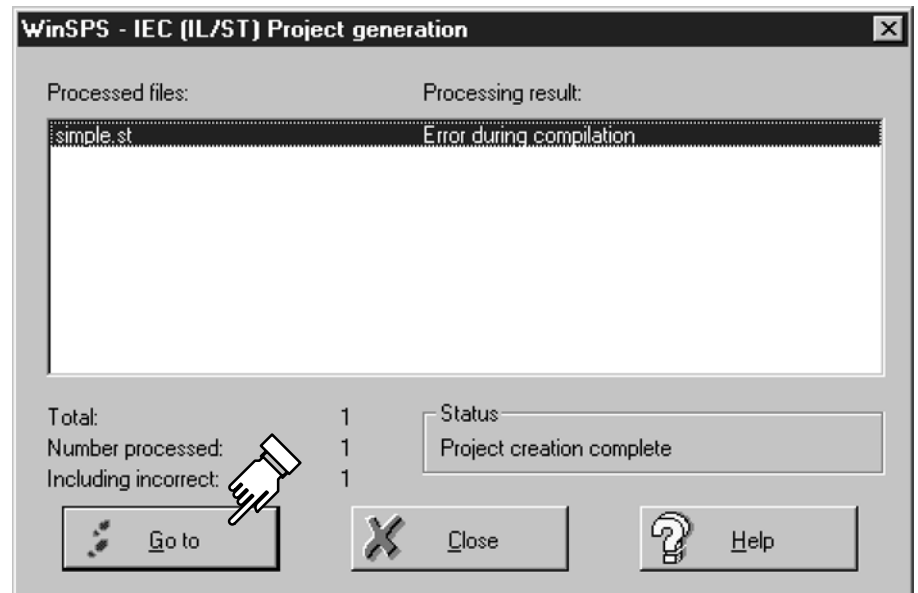 WinSPS - IEC (IL/ST) Project generation
Processed files: Processing result:
simple.st Error during compilation
Total: 1
Number processed: 1
Including incorrect: 1
Status
Project creation complete
Go to Close Help